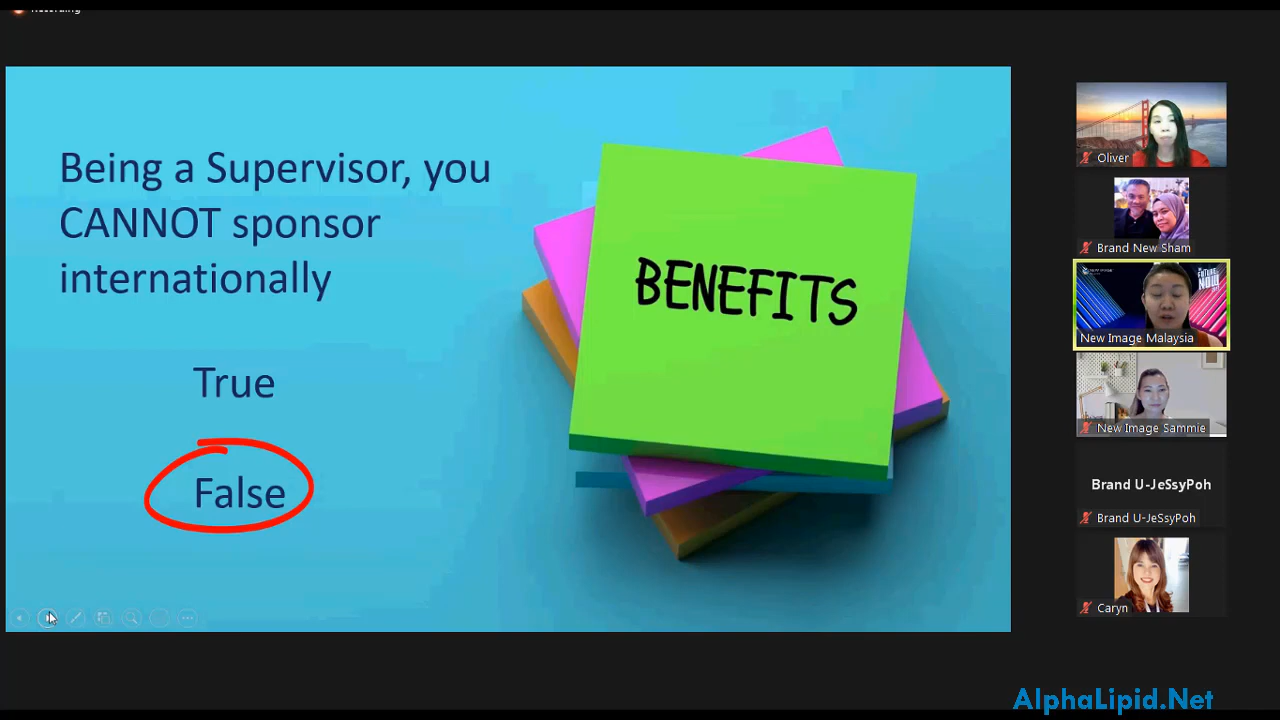 Recording
Being a Supervisor, you
CANNOT sponsor
internationally
True
False
BENEFITS
Oliver
Brand New Sham
New Image Malaysia
New Image Sammie
Brand U-JeSsyPoh
Brand U-JeSsyPoh
Caryn
AlphaLipid.Net